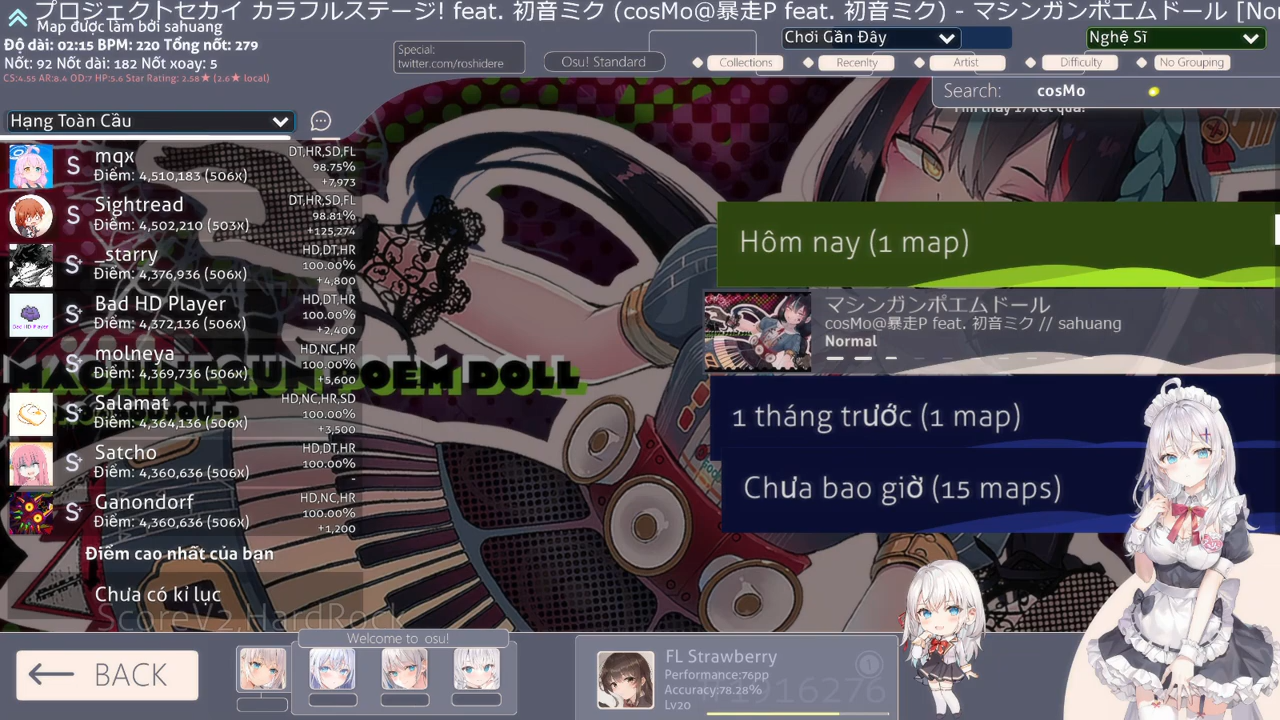 プロジェクトセカイ カラフルステージ! feat. 初音ミク (cosMo@暴走P feat. 初音ミク) - マシンガンポエムドール [Nor
Map được làm bởi sahuang
Độ dài: 02:15 BPM: 220 Tổng nốt: 279
Nốt: 92 Nốt dài: 182 Nốt xoay: 5
CS:4.55 AR:8.4 OD:7 HP:5.6 Star Rating: 2.58★ (2.6★ local)
Special:
twitter.com/roshidere
Osu! Standard
Chơi Gần Đây
Nghệ Sĩ
Collections
Recenlty
Artist
Difficulty
No Grouping
Search: cosMo
Tìm thấy 17 kết quả!
Hạng Toàn Cầu
S mqx DT,HR,SD,FL
98.75%
Điểm: 4,510,183 (506x) +7,973
S Sightread DT,HR,SD,FL
98.81%
Điểm: 4,502,210 (503x) +125,274
S _starry HD,DT,HR
100.00%
Điểm: 4,376,936 (506x) +4,800
S Bad HD Player HD,DT,HR
100.00%
Điểm: 4,372,136 (506x) +2,400
Bad HD Player
S molneya HD,NC,HR
100.00%
Điểm: 4,369,736 (506x) +5,600
S Salamat HD,NC,HR,SD
100.00%
Điểm: 4,364,136 (506x) +3,500
S Satcho HD,DT,HR
100.00%
Điểm: 4,360,636 (506x) -
S Ganondorf HD,NC,HR
100.00%
Điểm: 4,360,636 (506x) +1,200
Điểm cao nhất của bạn
Chưa có kỉ lục
ScoreV2,HardRock
MACHINEGUN POEM DOLL
Hôm nay (1 map)
マシンガンポエムドール
cosMo@暴走P feat. 初音ミク // sahuang
Normal
1 tháng trước (1 map)
Chưa bao giờ (15 maps)
BACK
Welcome to osu!
FL Strawberry
Performance:76pp
Accuracy:78.28%
Lv20
1